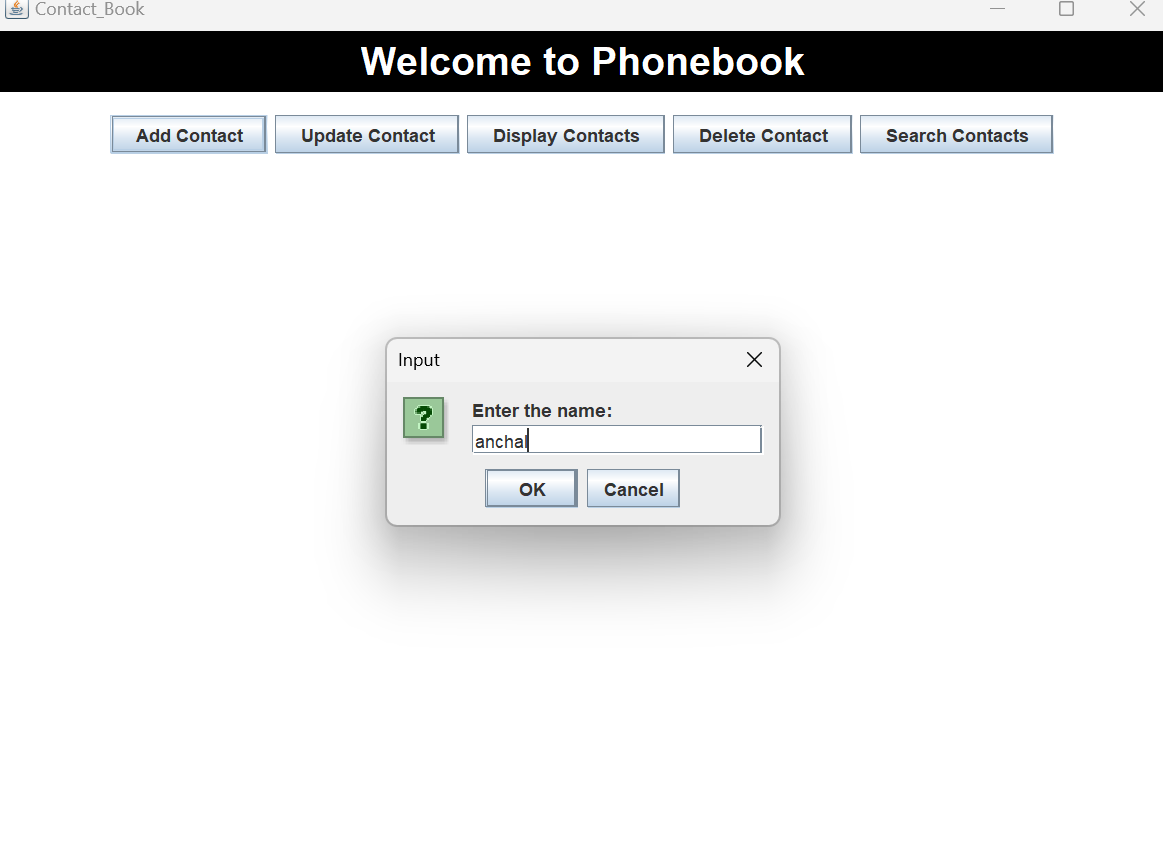 Contact_Book
Welcome to Phonebook
Add Contact Update Contact Display Contacts Delete Contact Search Contacts
Input
?
Enter the name:
anchal
OK Cancel